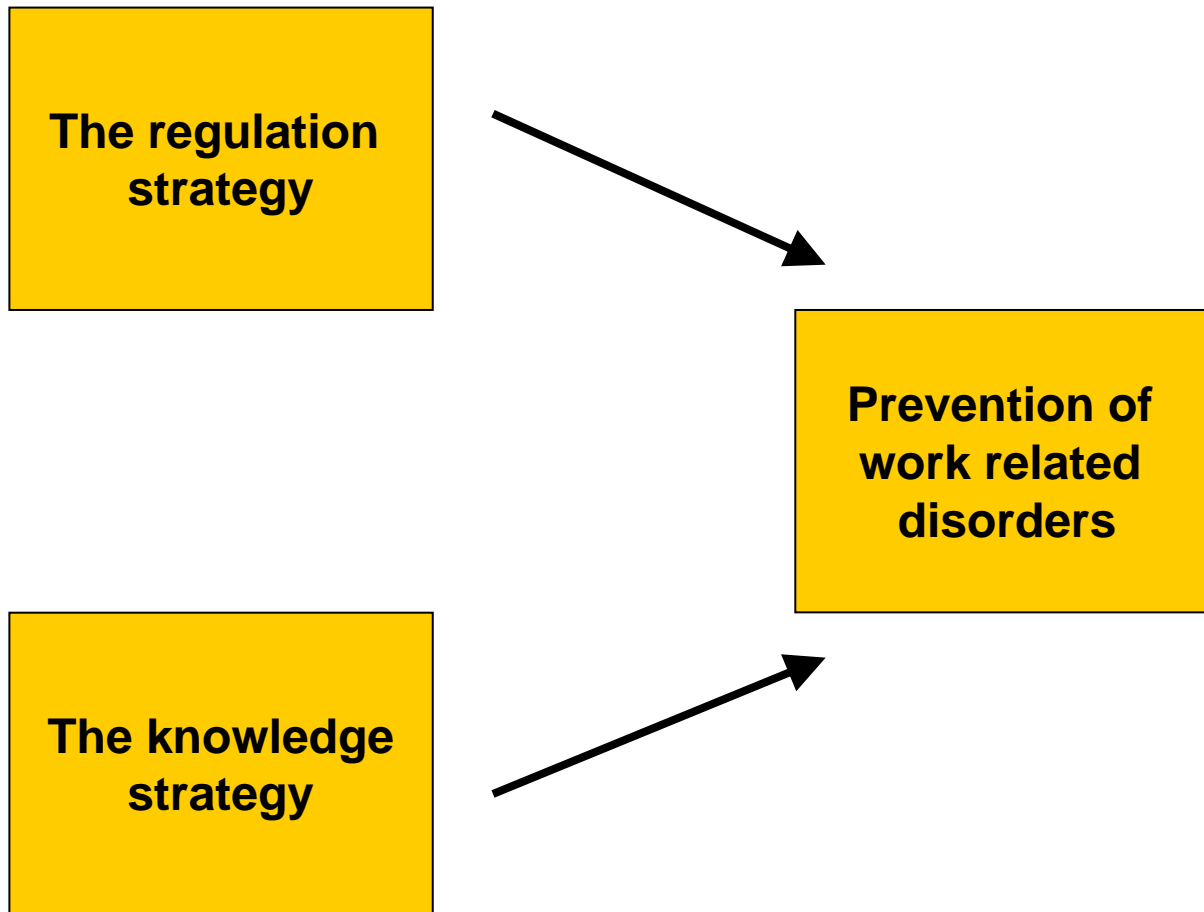 The regulation
strategy
Prevention of
work related
disorders
The knowledge
strategy